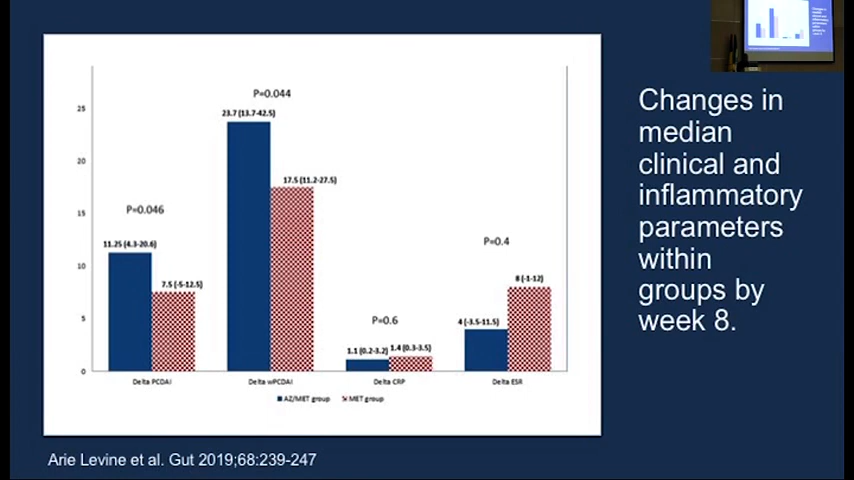 Changes in
median
clinical and
inflammatory
parameters
within
groups by
week 8.
P=0.044
23.7 (13.7-42.5)
17.5 (11.2-27.5)
P=0.046
11.25 (4.3-20.6)
7.5 (-5-12.5)
P=0.4
8 (-1-12)
4 (-3.5-11.5)
P=0.6
1.1 (0.2-3.2)
1.4 (0.3-3.5)
25
20
15
10
5
0
Delta PCDAI
Delta wPCDAI
Delta CRP
Delta ESR
AZ/MET group
MET group
Arie Levine et al. Gut 2019;68:239-247